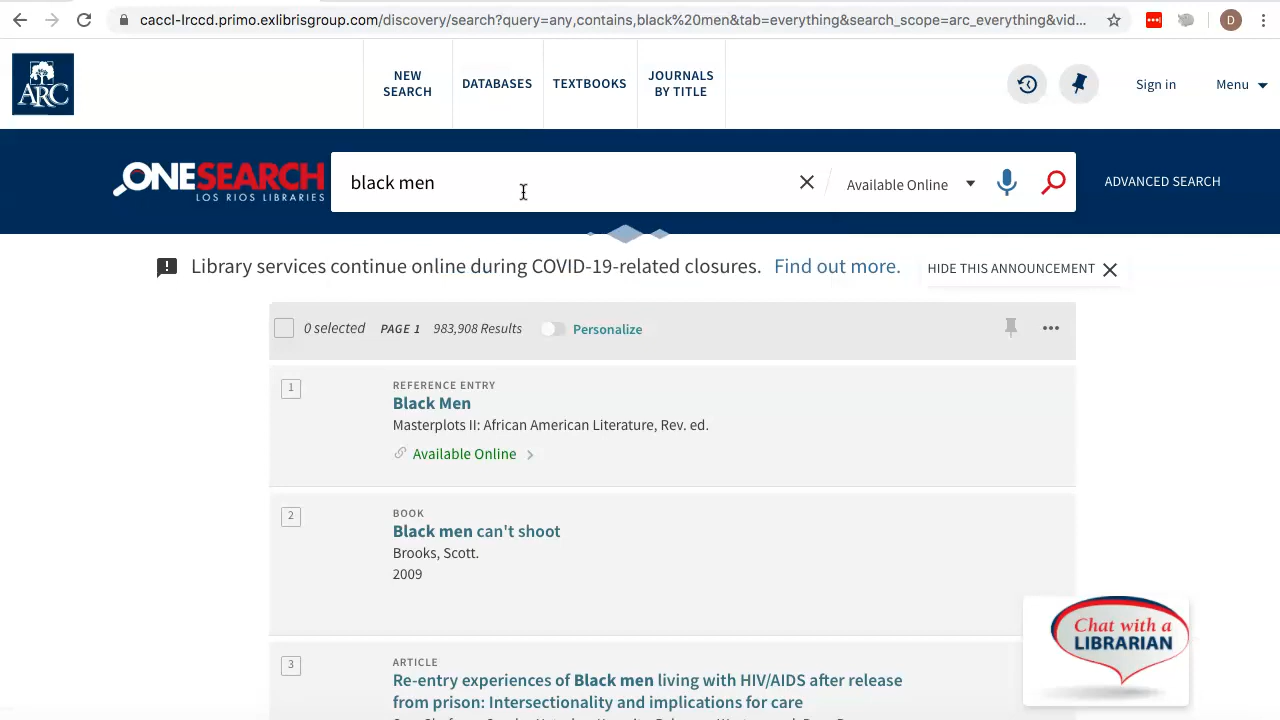 caccl-lrccd.primo.exlibrisgroup.com/discovery/search?query=any,contains,black%20men&tab=everything&search_scope=arc_everything&vid...
D
ARC
NEW SEARCH
DATABASES
TEXTBOOKS
JOURNALS BY TITLE
Sign in
Menu
ONESEARCH
LOS RIOS LIBRARIES
black men
Available Online
ADVANCED SEARCH
Library services continue online during COVID-19-related closures. Find out more.
HIDE THIS ANNOUNCEMENT
0 selected PAGE 1 983,908 Results Personalize
1
REFERENCE ENTRY
Black Men
Masterplots II: African American Literature, Rev. ed.
Available Online
2
BOOK
Black men can't shoot
Brooks, Scott.
2009
3
ARTICLE
Re-entry experiences of Black men living with HIV/AIDS after release
from prison: Intersectionality and implications for care
Chat with a
LIBRARIAN